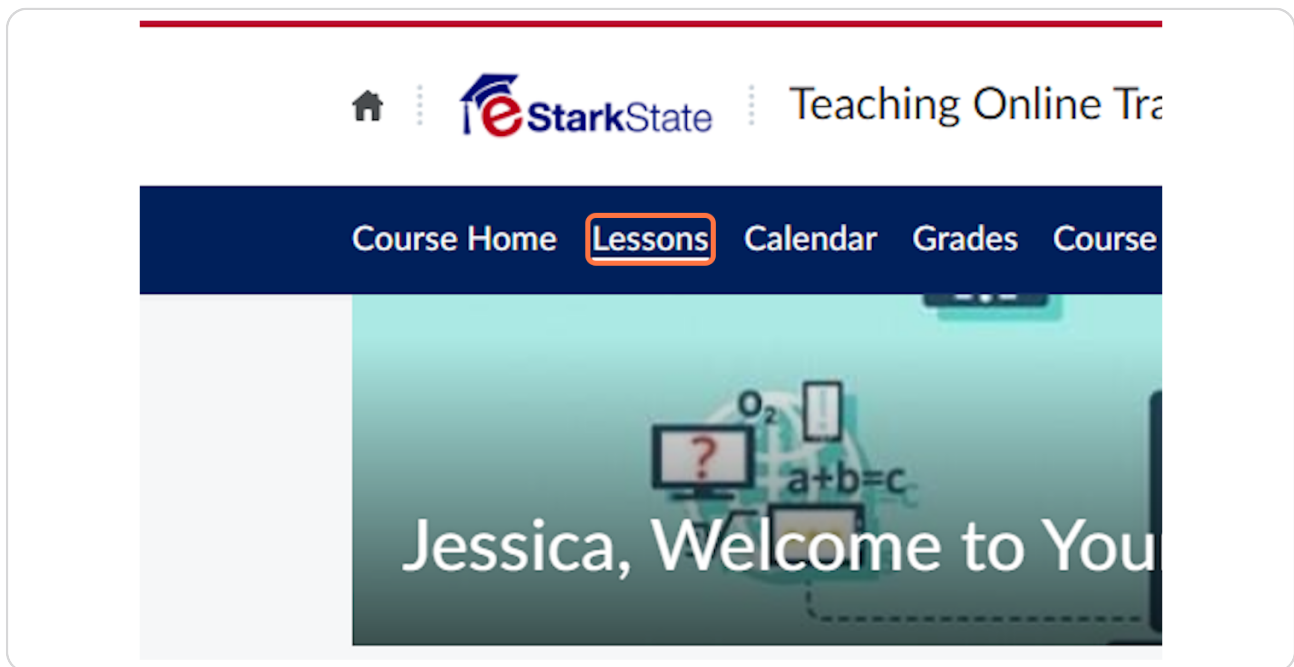 eStarkState Teaching Online Tra
Course Home Lessons Calendar Grades Course
O₂
?
a+b=c
Jessica, Welcome to You